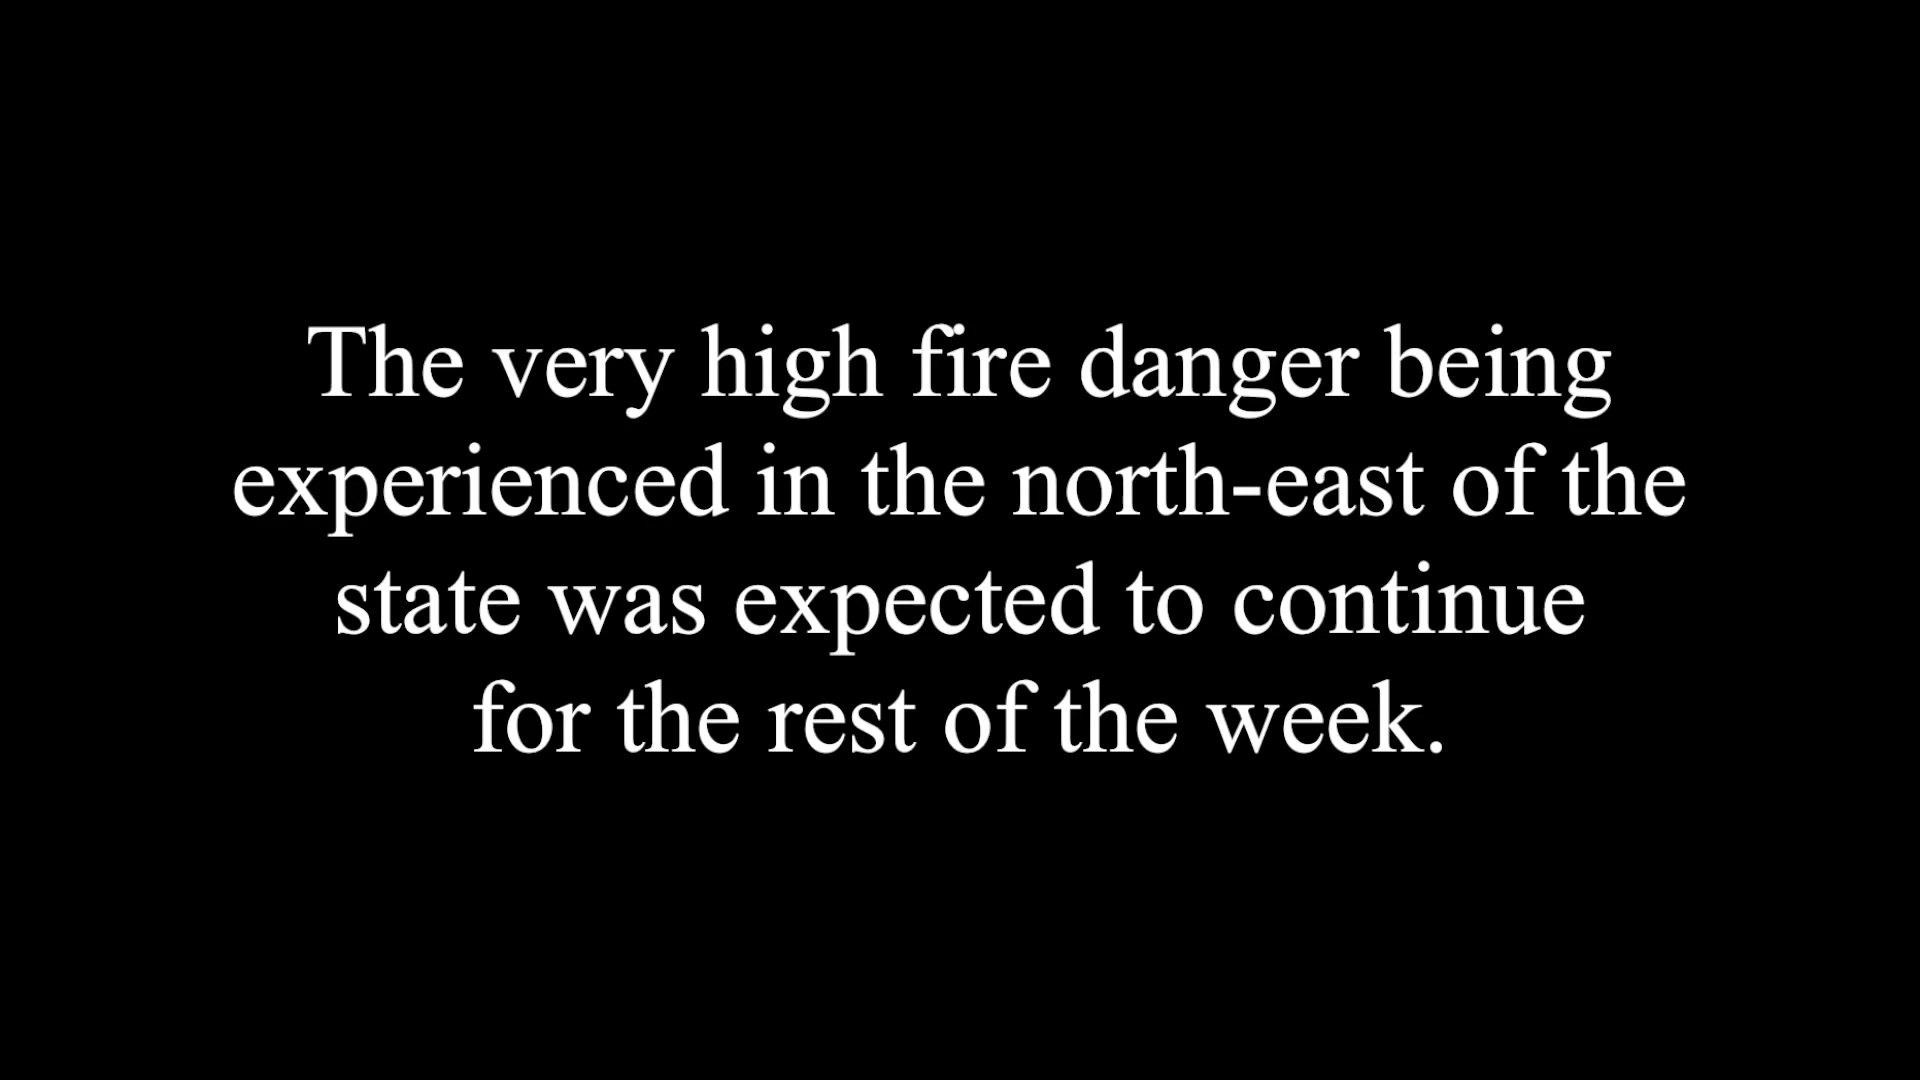 The very high fire danger being
experienced in the north-east of the
state was expected to continue
for the rest of the week.